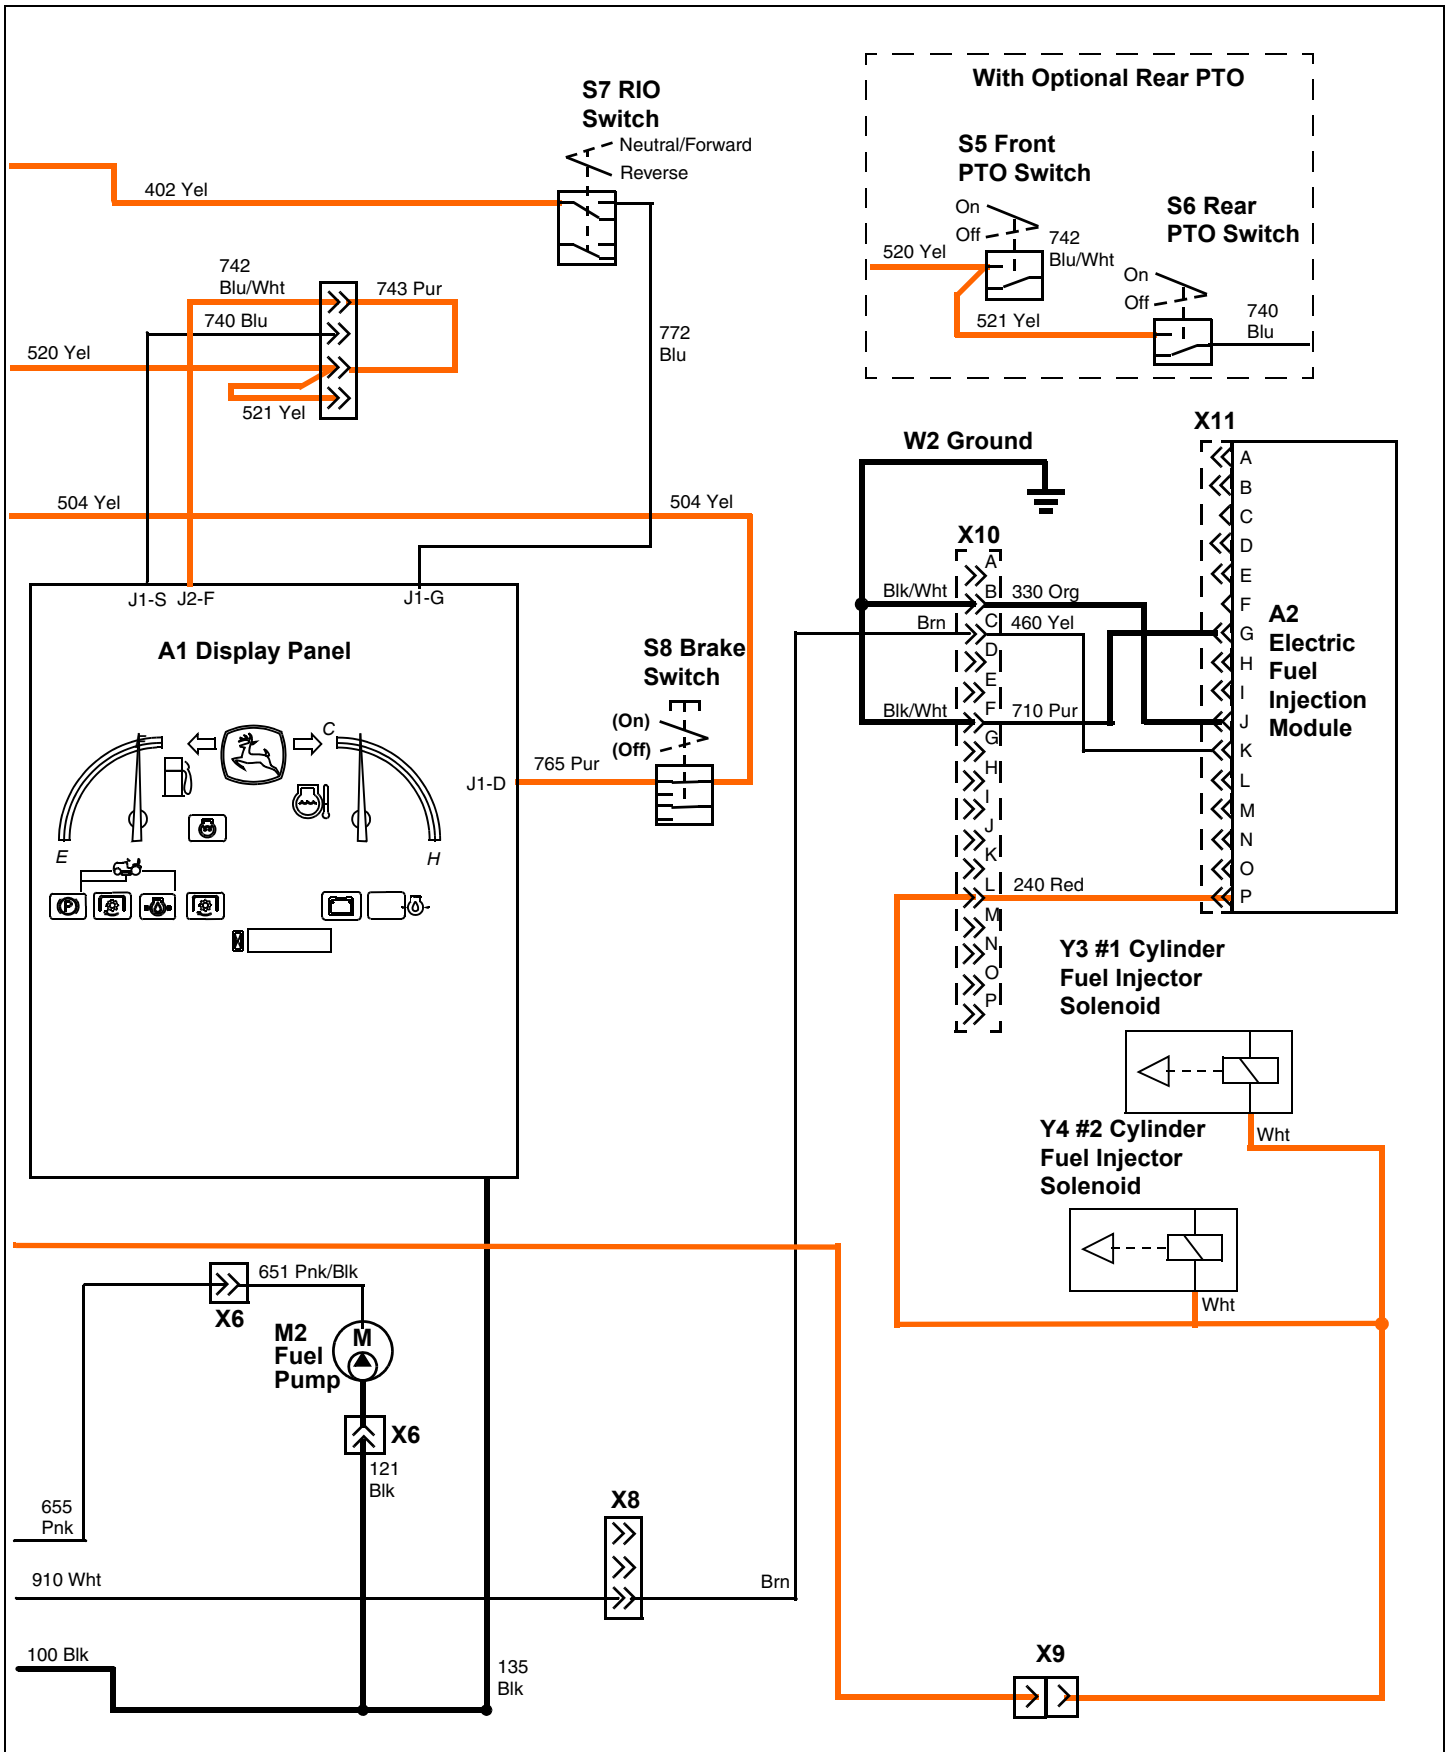 With Optional Rear PTO
S7 RIO
Switch
Neutral/Forward
Reverse
402 Yel
S5 Front
PTO Switch
On
Off
742
Blu/Wht
520 Yel
S6 Rear
PTO Switch
On
Off
521 Yel
740
Blu
742
Blu/Wht
743 Pur
740 Blu
520 Yel
521 Yel
772
Blu
504 Yel
504 Yel
W2 Ground
X11
A
B
C
D
E
F
G
H
I
J
K
L
M
N
O
P
A2
Electric
Fuel
Injection
Module
X10
A
B
C
D
E
F
G
H
I
J
K
L
M
N
O
P
Blk/Wht
330 Org
Brn
460 Yel
Blk/Wht
710 Pur
240 Red
J1-S
J2-F
J1-G
A1 Display Panel
S8 Brake
Switch
(On)
(Off)
765 Pur
J1-D
F
C
E
H
P
Y3 #1 Cylinder
Fuel Injector
Solenoid
Wht
Y4 #2 Cylinder
Fuel Injector
Solenoid
Wht
651 Pnk/Blk
X6
M2
Fuel
Pump
M
X6
121
Blk
655
Pnk
X8
910 Wht
Brn
100 Blk
135
Blk
X9